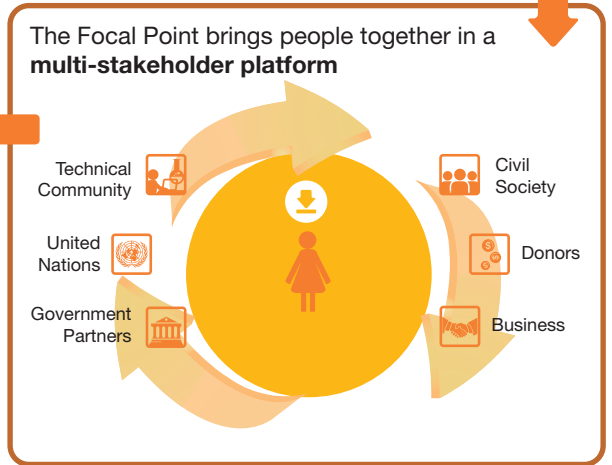 The Focal Point brings people together in a
multi-stakeholder platform
Technical
Community
United
Nations
Government
Partners
Civil
Society
Donors
Business